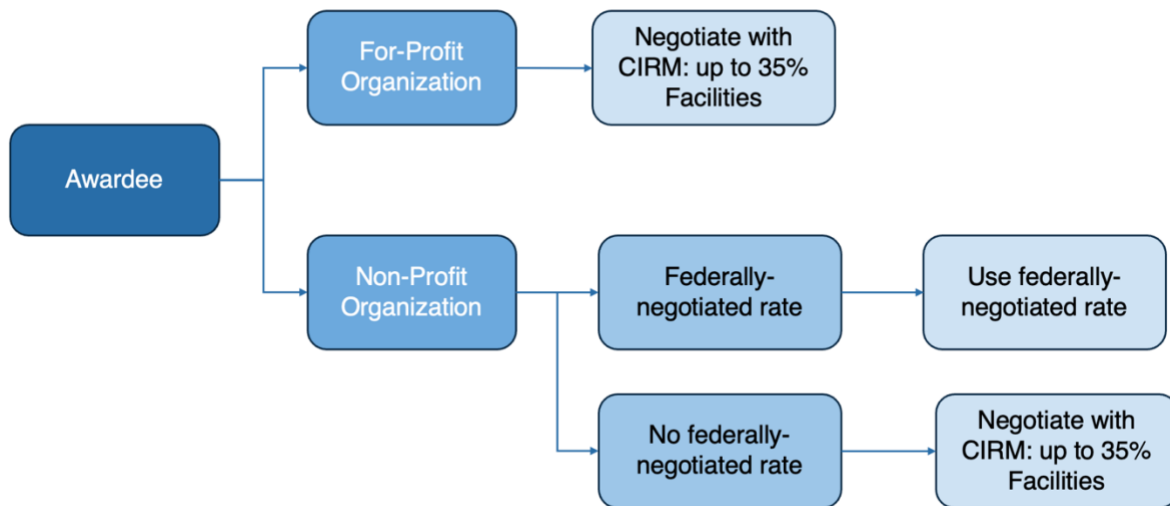 For-Profit
Organization
Negotiate with
CIRM: up to 35%
Facilities
Awardee
Non-Profit
Organization
Federally-
negotiated rate
Use federally-
negotiated rate
No federally-
negotiated rate
Negotiate with
CIRM: up to 35%
Facilities